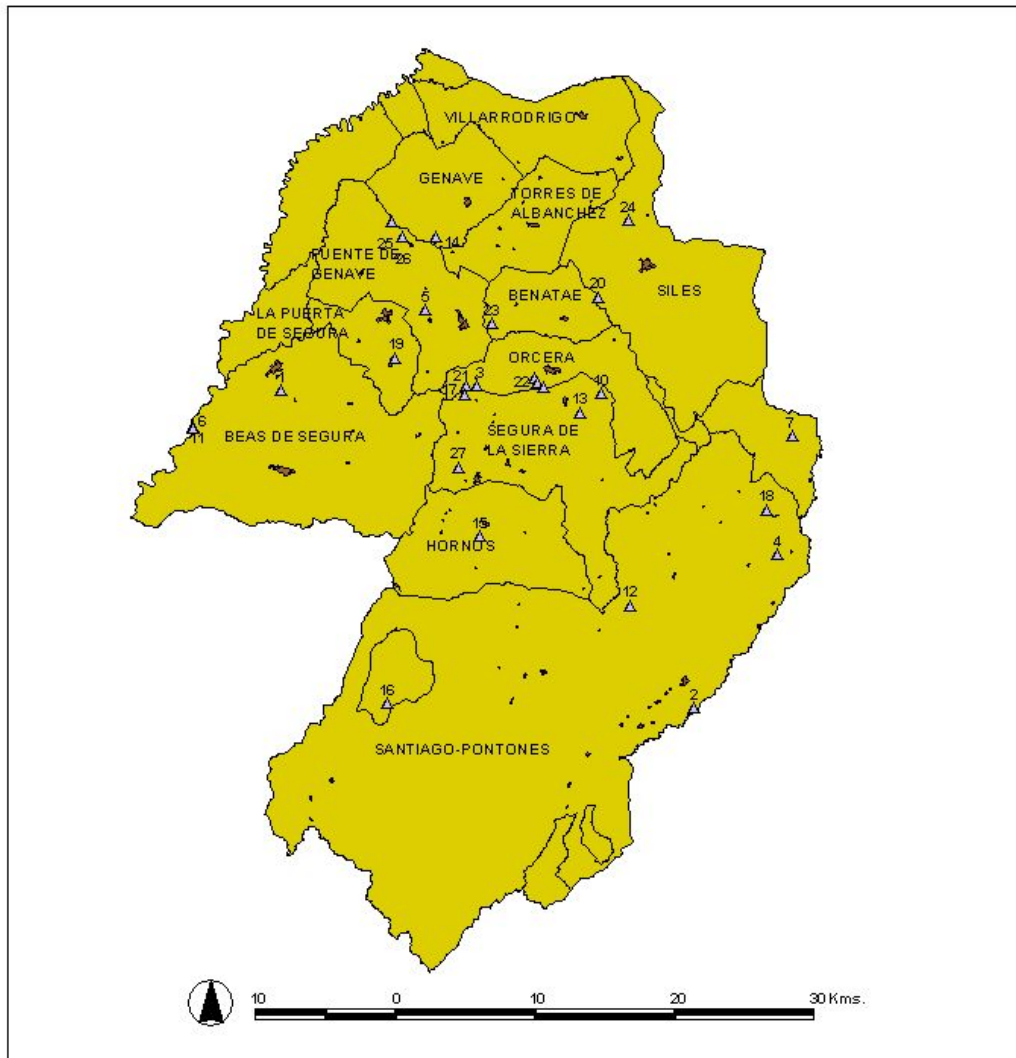 VILLARRODRIGO
GENAVE
TORRES DE
ALBANCHEZ
24
25
14
26
PUENTE DE
GENAVE
20
BENATAE
SILES
5
23
LA PUERTA
DE SEGURA
19
ORCERA
21
3
22
17
10
1
13
7
6
11
BEAS DE SEGURA
SEGURA DE
LA SIERRA
27
18
15
HORNOS
4
12
16
2
SANTIAGO-PONTONES
10 0 10 20 30 Kms.